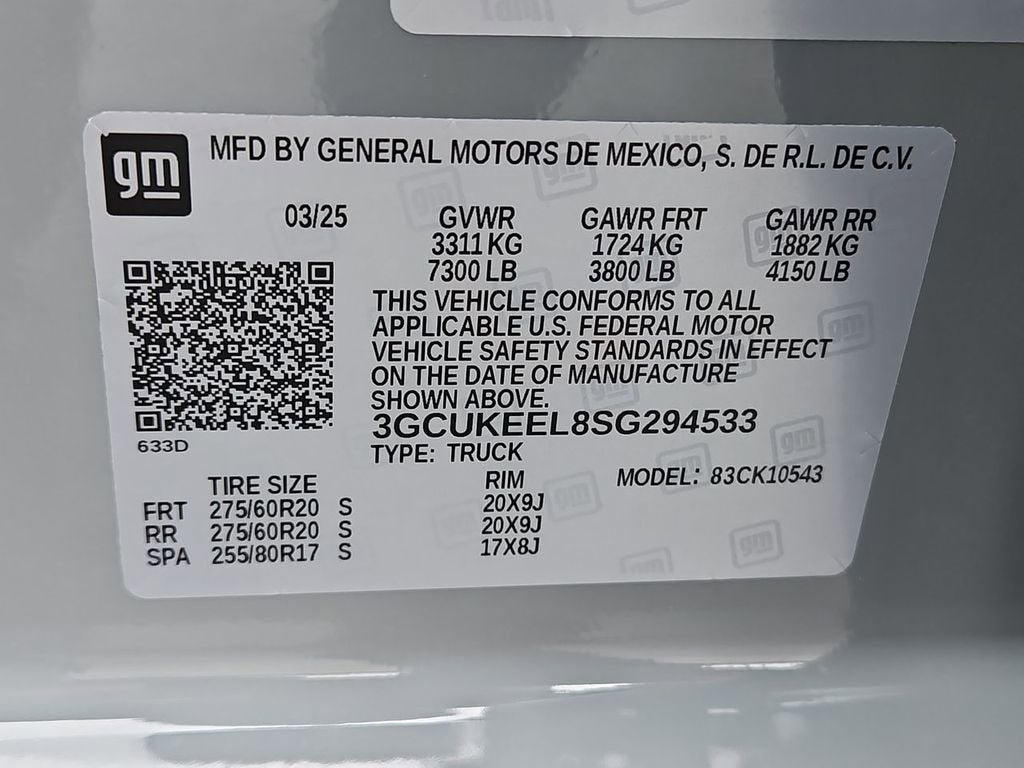 gm
MFD BY GENERAL MOTORS DE MEXICO, S. DE R.L. DE C.V.
03/25 GVWR GAWR FRT GAWR RR
3311 KG 1724 KG 1882 KG
7300 LB 3800 LB 4150 LB
THIS VEHICLE CONFORMS TO ALL
APPLICABLE U.S. FEDERAL MOTOR
VEHICLE SAFETY STANDARDS IN EFFECT
ON THE DATE OF MANUFACTURE
SHOWN ABOVE.
3GCUKEEL8SG294533
633D
TYPE: TRUCK
TIRE SIZE RIM MODEL: 83CK10543
FRT 275/60R20 S 20X9J
RR 275/60R20 S 20X9J
SPA 255/80R17 S 17X8J